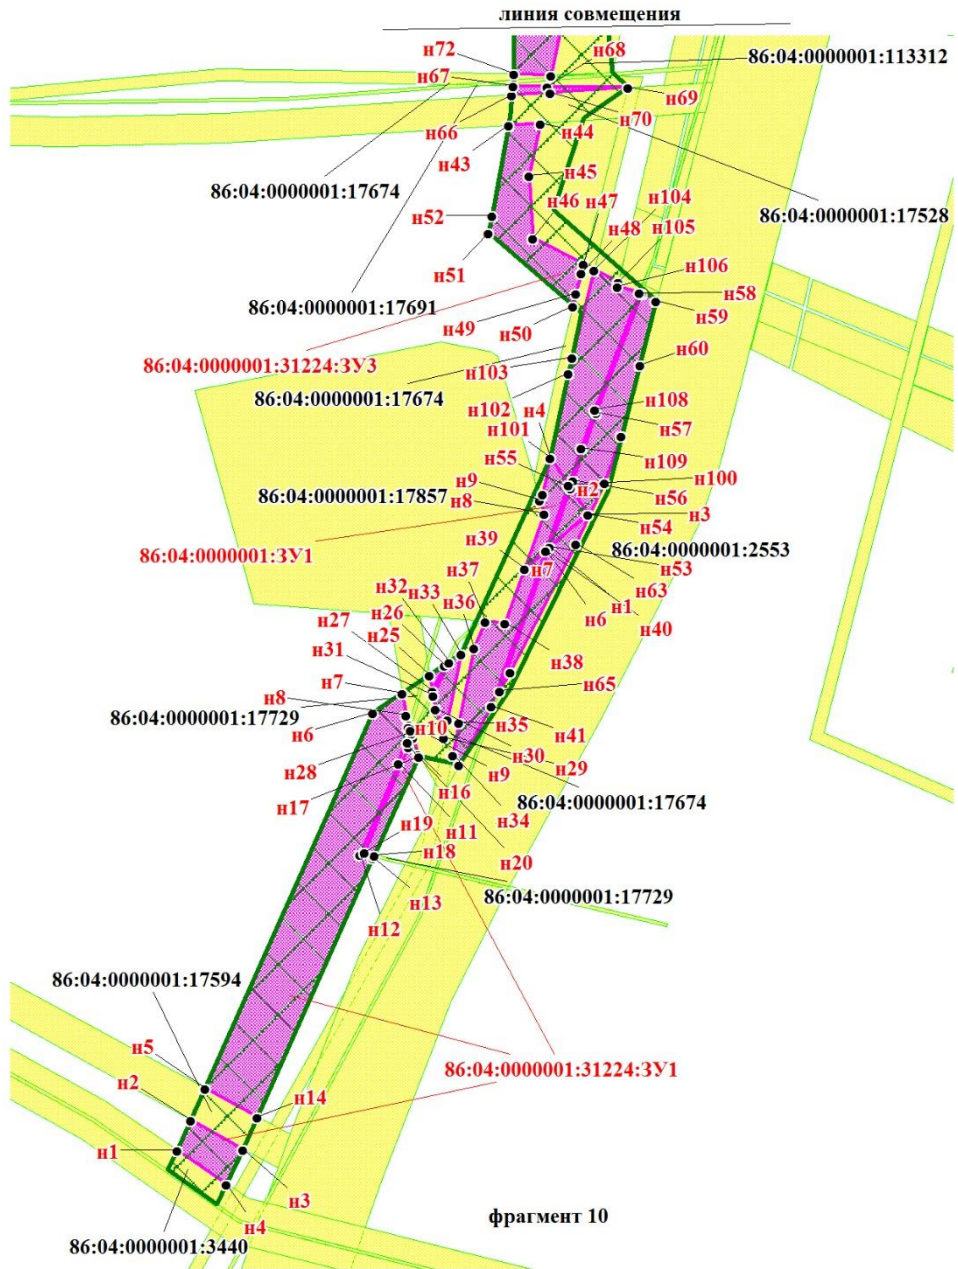 линия совмещения
н72
н68
86:04:0000001:113312
н67
н69
н66
н44
н70
н43
н45
86:04:0000001:17674
н46
н47
н104
н52
н48
н105
86:04:0000001:17528
н51
н106
86:04:0000001:17691
н58
н49
н59
н50
86:04:0000001:31224:ЗУ3
н60
н103
86:04:0000001:17674
н102
н4
н108
н57
н101
н55
н109
н9
н2
н100
86:04:0000001:17857
н56
н8
н3
н54
86:04:0000001:ЗУ1
86:04:0000001:2553
н39
н53
н37
н7
н63
н32
н33
н6
н1
н26
н36
н40
н27
н25
н38
н31
н7
н65
н8
86:04:0000001:17729
н35
н41
н6
н10
н30
н9
н29
н28
н16
86:04:0000001:17674
н17
н34
н19
н11
н18
н20
н13
86:04:0000001:17729
н12
86:04:0000001:17594
н5
86:04:0000001:31224:ЗУ1
н2
н14
н1
н3
н4
фрагмент 10
86:04:0000001:3440